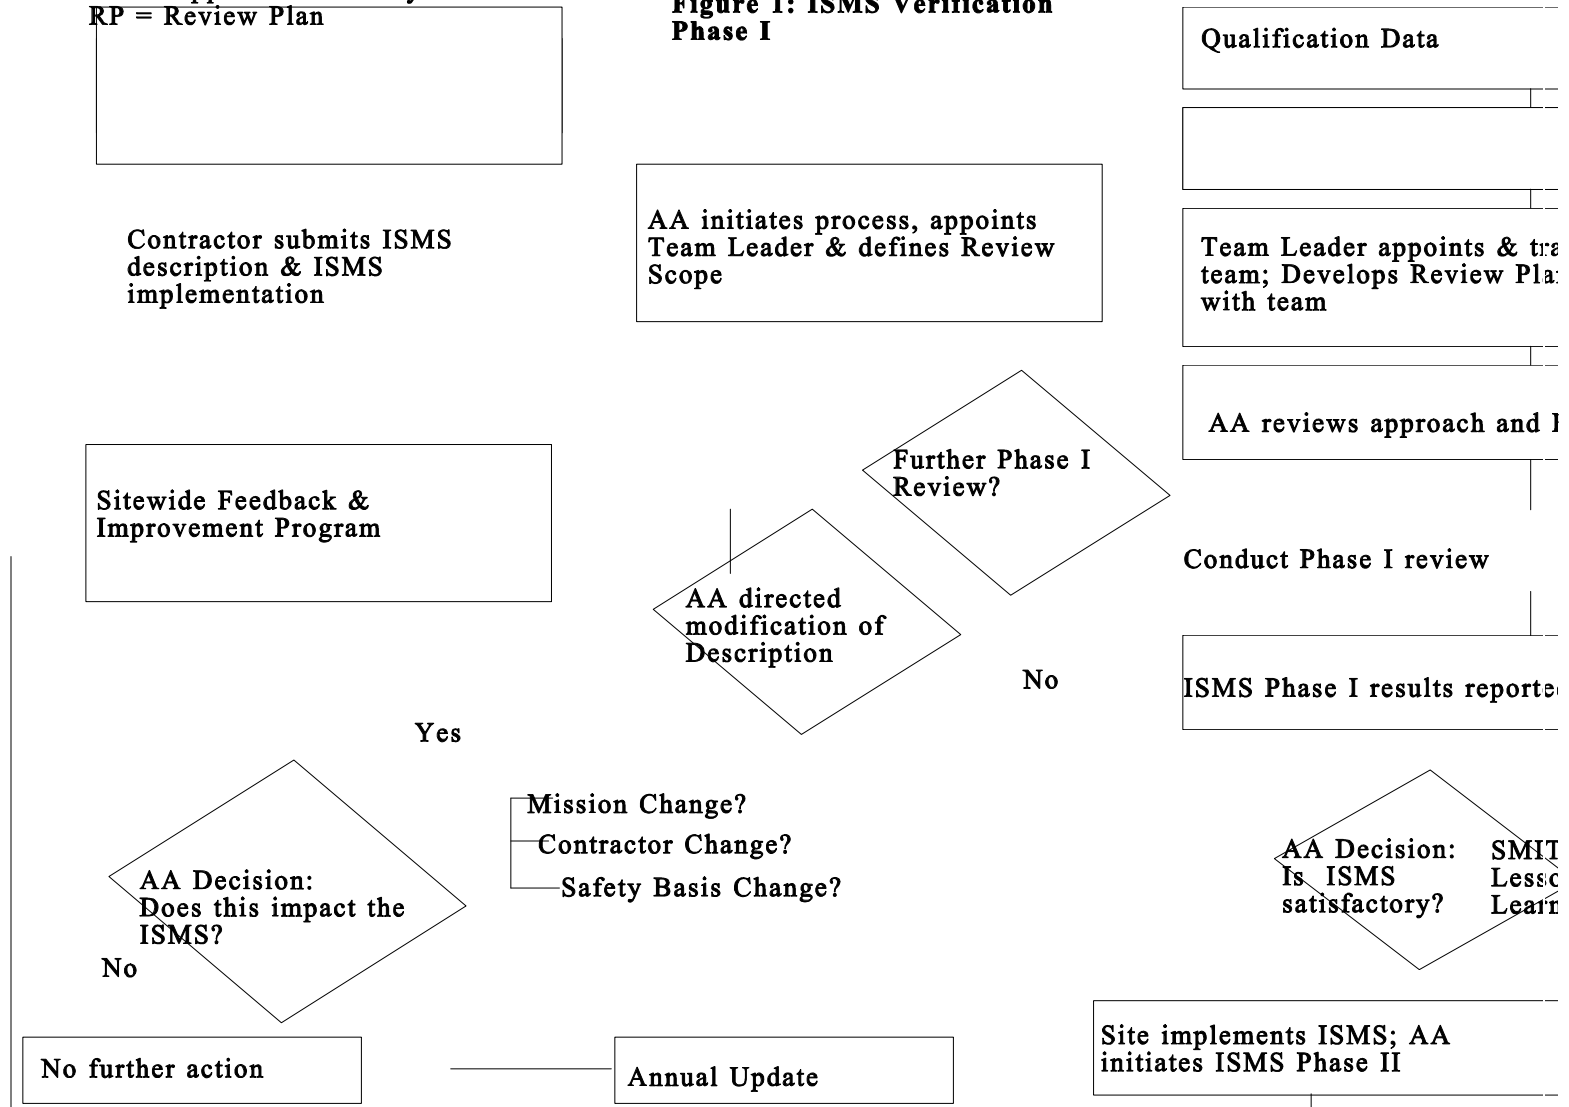 RP = Review Plan
Figure 1: ISMS Verification
Phase I
Qualification Data
Contractor submits ISMS
description & ISMS
implementation
AA initiates process, appoints
Team Leader & defines Review
Scope
Team Leader appoints &
team; Develops Review
with team
AA reviews approach and
Further Phase I
Review?
Sitewide Feedback &
Improvement Program
Conduct Phase I review
AA directed
modification of
Description
No
ISMS Phase I results
Yes
Mission Change?
Contractor Change?
Safety Basis Change?
AA Decision:
Is ISMS
satisfactory?
SMIT
AA Decision:
Does this impact the
ISMS?
No
Site implements ISMS; AA
initiates ISMS Phase II
No further action
Annual Update